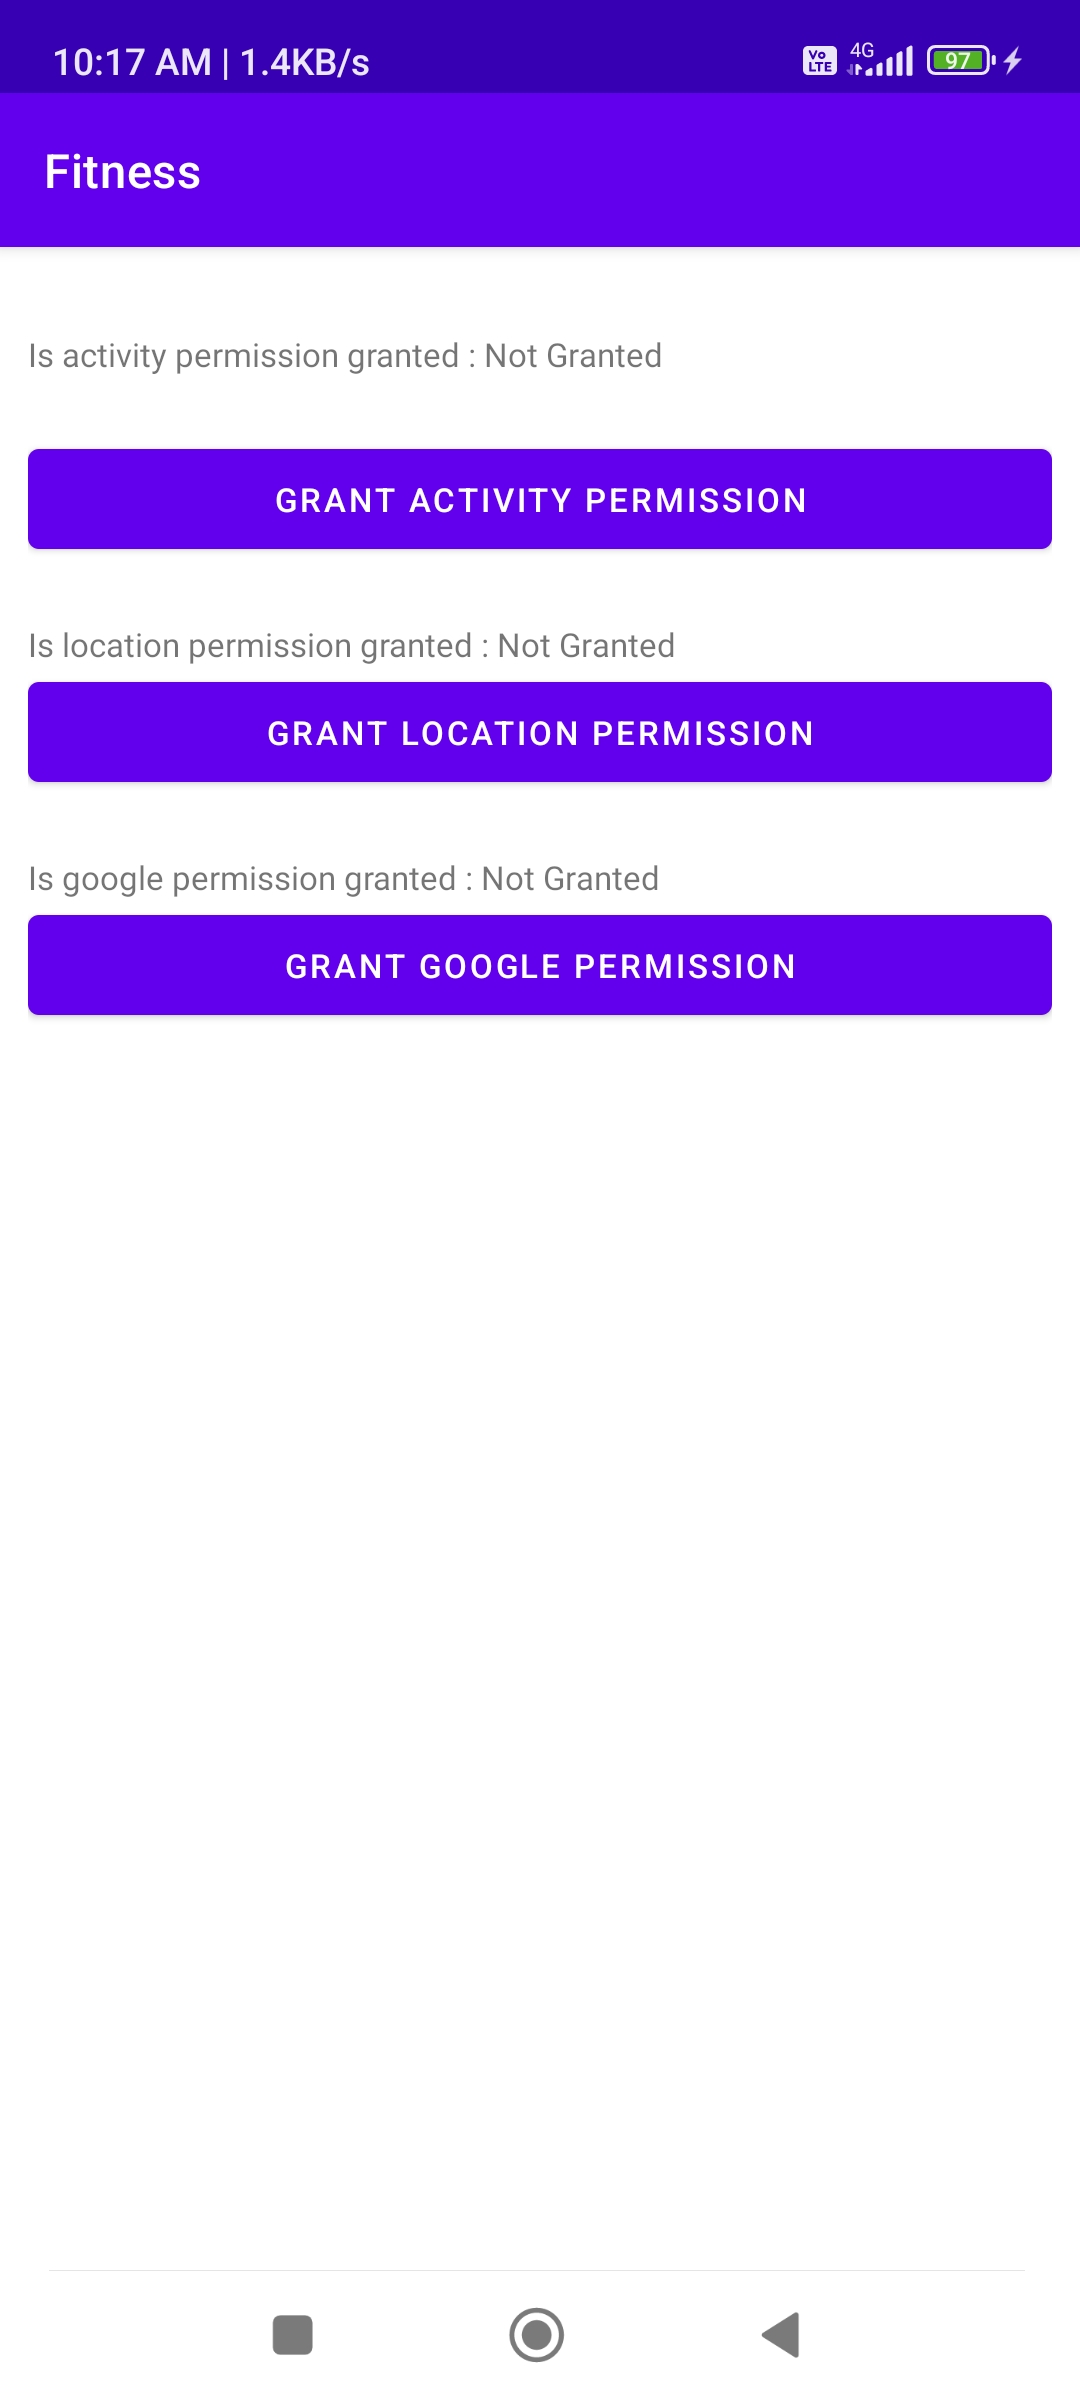 10:17 AM | 1.4KB/s Vo LTE 4G 97
Fitness
Is activity permission granted : Not Granted
GRANT ACTIVITY PERMISSION
Is location permission granted : Not Granted
GRANT LOCATION PERMISSION
Is google permission granted : Not Granted
GRANT GOOGLE PERMISSION